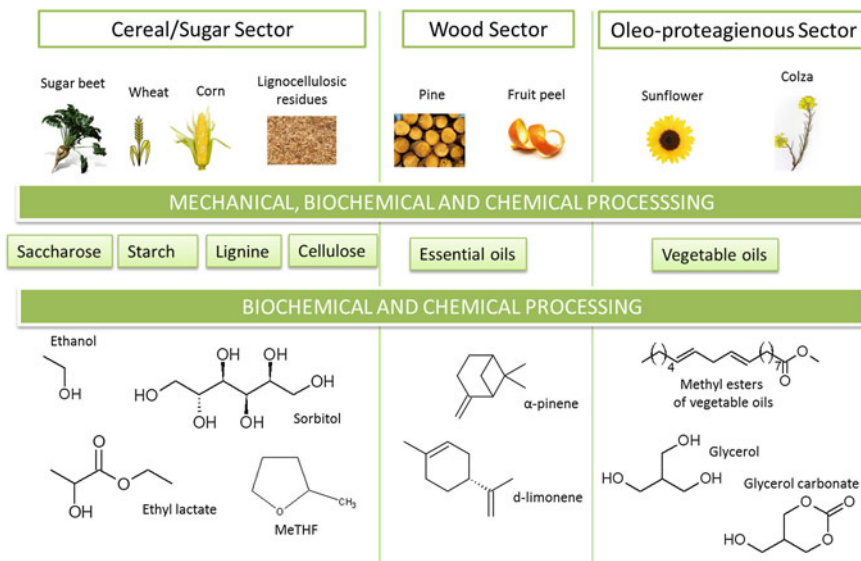 Cereal/Sugar Sector
Wood Sector
Oleo-proteagienous Sector
Sugar beet
Wheat
Corn
Lignocellulosic
residues
Pine
Fruit peel
Sunflower
Colza
MECHANICAL, BIOCHEMICAL AND CHEMICAL PROCESSSING
Saccharose
Starch
Lignine
Cellulose
Essential oils
Vegetable oils
BIOCHEMICAL AND CHEMICAL PROCESSING
Ethanol
OH
OH
OH
OH
HO
OH
OH
OH
Sorbitol
O
O
OH
Ethyl lactate
O
CH3
MeTHF
α-pinene
d-limonene
4
7
O
O
Methyl esters
of vegetable oils
OH
HO
OH
Glycerol
Glycerol carbonate
O
O
O
HO